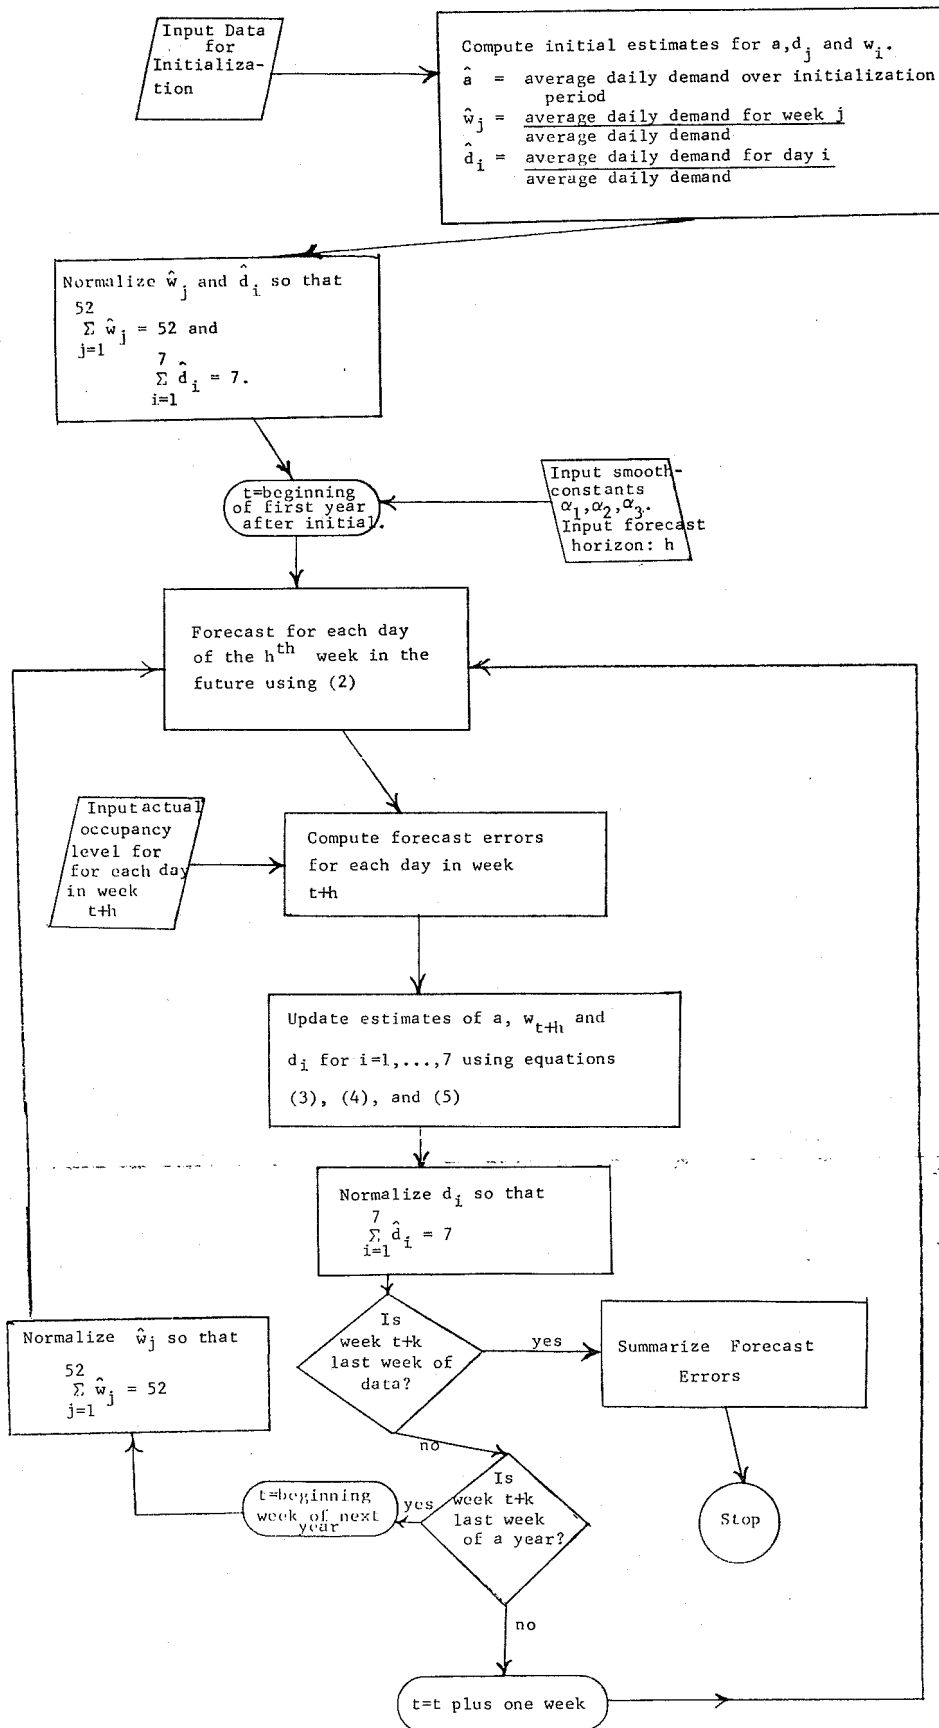 Input Data
for
Initializa-
tion
Compute initial estimates for a,d_j and w_i.
â = average daily demand over initialization
period
ŵ_j = average daily demand for week j
average daily demand
d̂_i = average daily demand for day i
average daily demand
Normalize ŵ_j and d̂_i so that
52
Σ ŵ_j = 52 and
j=1
7
Σ d̂_i = 7.
i=1
t=beginning
of first year
after initial.
Input smooth-
constants
α_1,α_2,α_3.
Input forecast
horizon: h
Forecast for each day
of the h^th week in the
future using (2)
Input actual
occupancy
level for
for each day
in week
t+h
Compute forecast errors
for each day in week
t+h
Update estimates of a, w_t+h and
d_i for i=1,...,7 using equations
(3), (4), and (5)
Normalize d_i so that
7
Σ d̂_i = 7
i=1
Is
week t+k
last week of
data?
yes
Summarize Forecast
Errors
Stop
no
Is
week t+k
last week
of a year?
yes
t=beginning
week of next
year
Normalize ŵ_j so that
52
Σ ŵ_j = 52
j=1
no
t=t plus one week